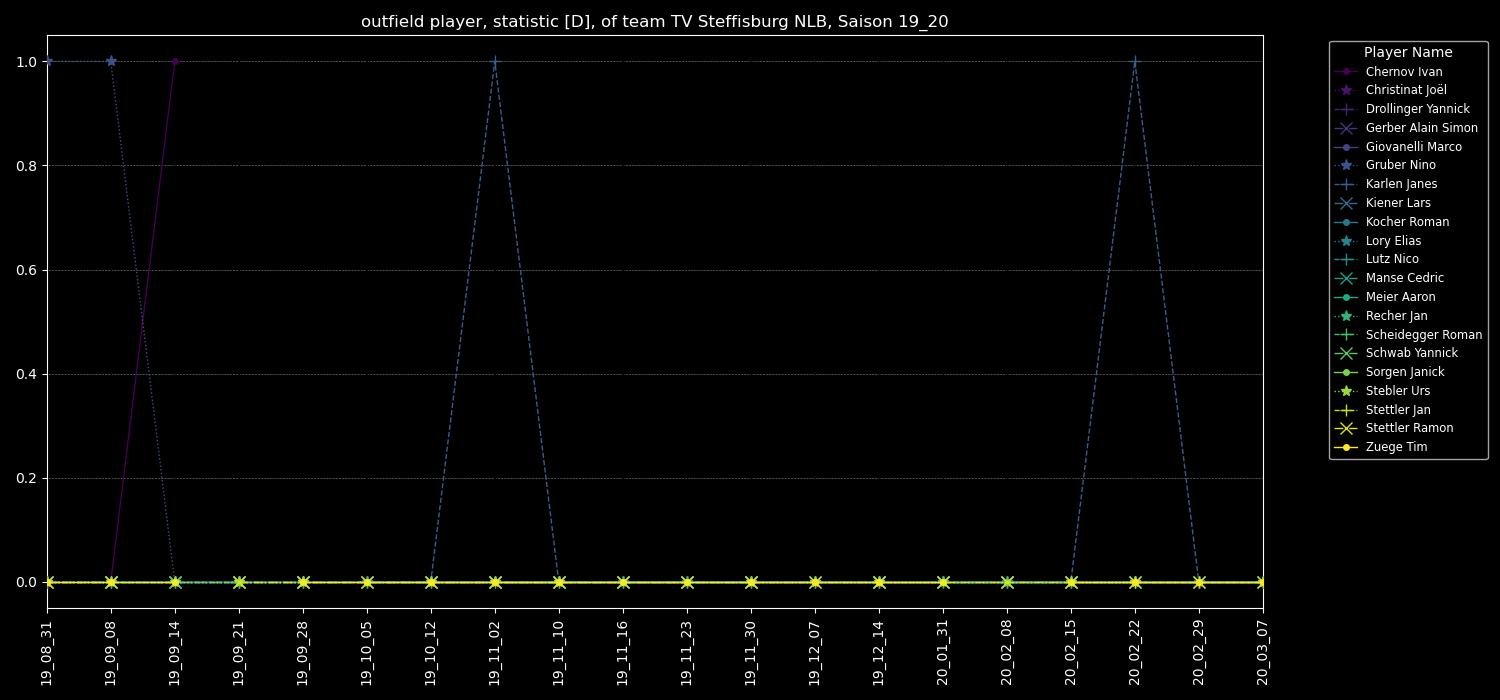 outfield player, statistic [D], of team TV Steffisburg NLB, Saison 19_20
1.0
0.8
0.6
0.4
0.2
0.0
19_08_31
19_09_08
19_09_14
19_09_21
19_09_28
19_10_05
19_10_12
19_11_02
19_11_10
19_11_16
19_11_23
19_11_30
19_12_07
19_12_14
20_01_31
20_02_08
20_02_15
20_02_22
20_02_29
20_03_07
Player Name
Chernov Ivan
Christinat Joël
Drollinger Yannick
Gerber Alain Simon
Giovanelli Marco
Gruber Nino
Karlen Janes
Kiener Lars
Kocher Roman
Lory Elias
Lutz Nico
Manse Cedric
Meier Aaron
Recher Jan
Scheidegger Roman
Schwab Yannick
Sorgen Janick
Stebler Urs
Stettler Jan
Stettler Ramon
Zuege Tim